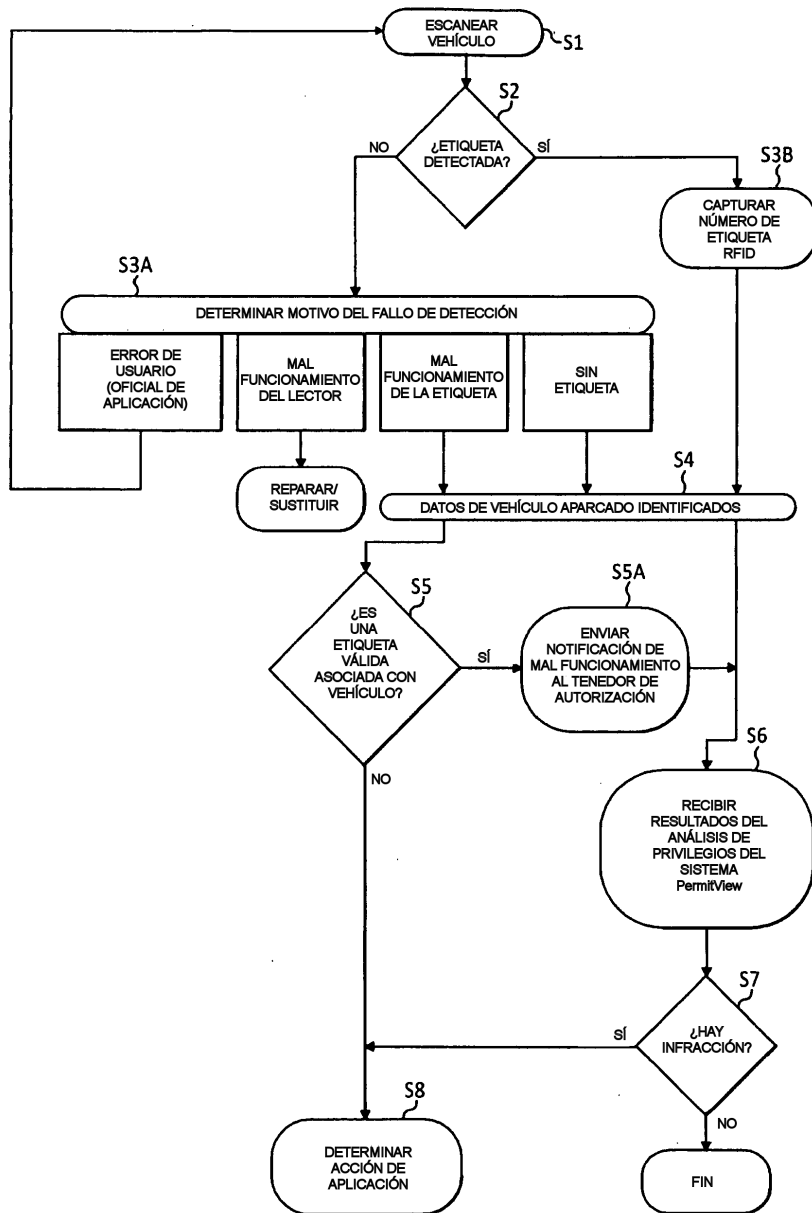 ESCANEAR
VEHÍCULO
S1
S2
¿ETIQUETA
DETECTADA?
NO
SÍ
S3B
CAPTURAR
NÚMERO DE
ETIQUETA
RFID
S3A
DETERMINAR MOTIVO DEL FALLO DE DETECCIÓN
ERROR DE
USUARIO
(OFICIAL DE
APLICACIÓN)
MAL
FUNCIONAMIENTO
DEL LECTOR
MAL
FUNCIONAMIENTO
DE LA ETIQUETA
SIN
ETIQUETA
REPARAR/
SUSTITUIR
S4
DATOS DE VEHÍCULO APARCADO IDENTIFICADOS
S5
¿ES
UNA
ETIQUETA
VÁLIDA
ASOCIADA CON
VEHÍCULO?
SÍ
NO
S5A
ENVIAR
NOTIFICACIÓN DE
MAL FUNCIONAMIENTO
AL TENEDOR DE
AUTORIZACIÓN
S6
RECIBIR
RESULTADOS DEL
ANÁLISIS DE
PRIVILEGIOS DEL
SISTEMA
PermitView
S7
¿HAY
INFRACCIÓN?
SÍ
NO
S8
DETERMINAR
ACCIÓN DE
APLICACIÓN
FIN